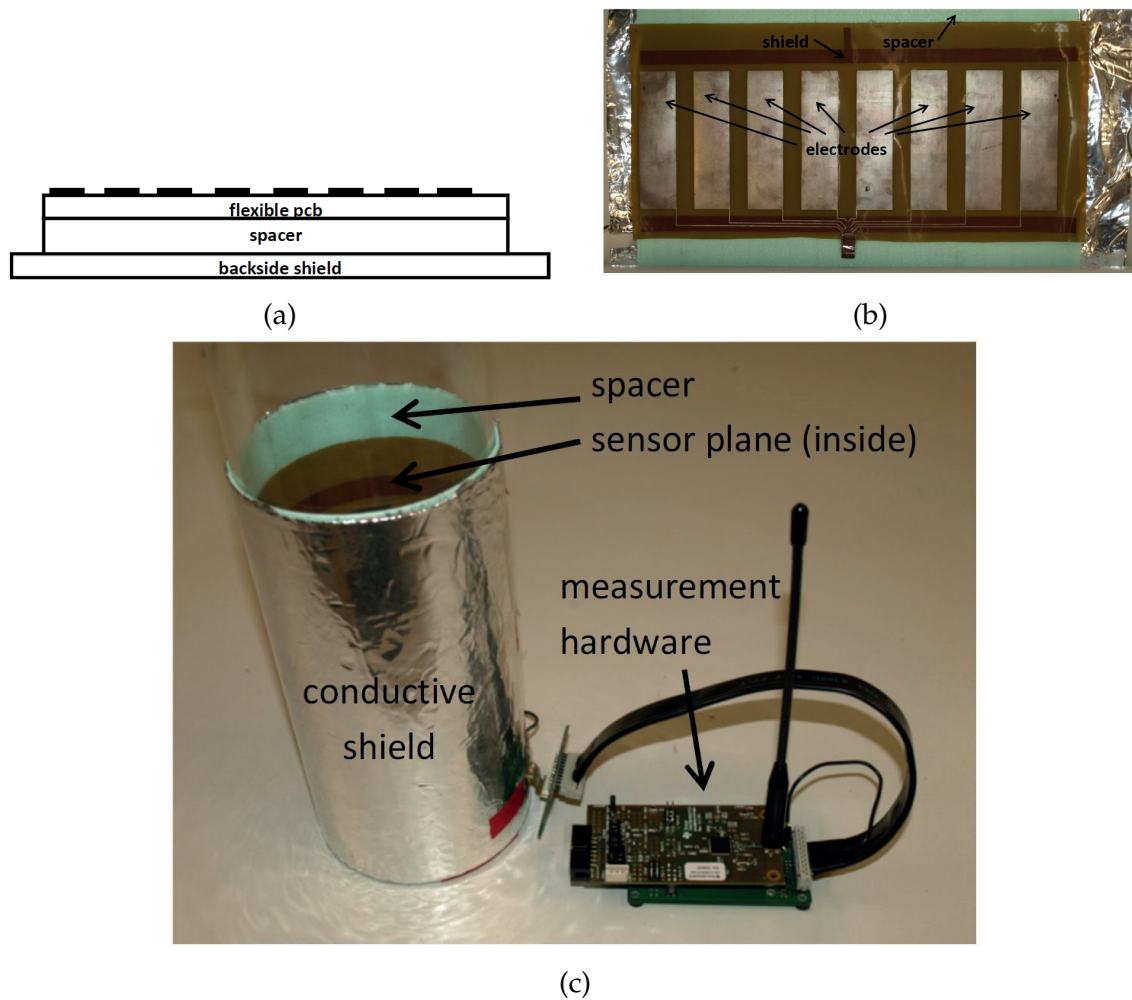 flexible pcb
spacer
backside shield
(a)
shield
spacer
electrodes
(b)
spacer
sensor plane (inside)
measurement
hardware
conductive
shield
(c)